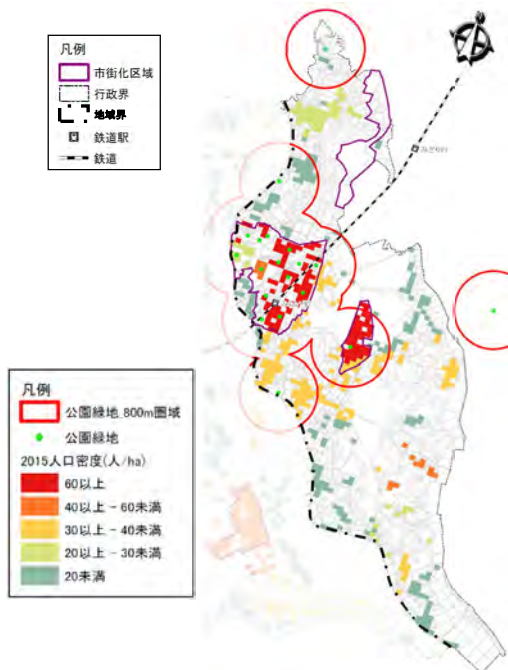 凡例
市街化区域
行政界
地域界
鉄道駅
鉄道
凡例
公園緑地 800m圏域
公園緑地
2015人口密度(人/ha)
60以上
40以上 - 60未満
30以上 - 40未満
20以上 - 30未満
20未満